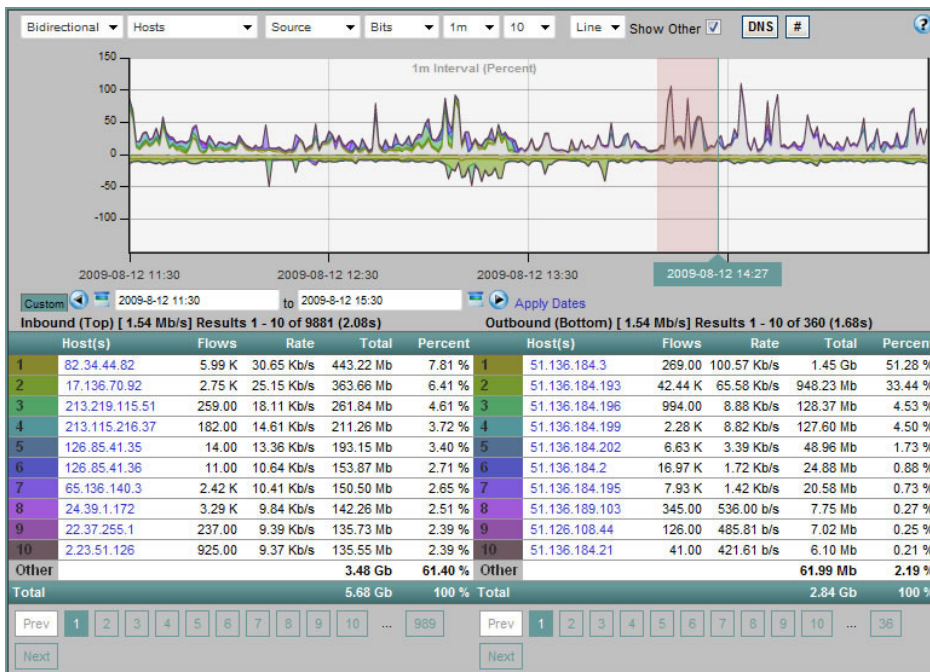 Bidirectional Hosts Source Bits 1m 10 Line Show Other DNS # ?
1m Interval (Percent)
150
100
50
0
-50
-100
2009-08-12 11:30 2009-08-12 12:30 2009-08-12 13:30 2009-08-12 14:27
Custom 2009-8-12 11:30 to 2009-8-12 15:30 Apply Dates
Inbound (Top) [ 1.54 Mb/s] Results 1 - 10 of 9881 (2.08s) Outbound (Bottom) [ 1.54 Mb/s] Results 1 - 10 of 360 (1.68s)
Host(s) Flows Rate Total Percent Host(s) Flows Rate Total Percent
1 82.34.44.82 5.99 K 30.65 Kb/s 443.22 Mb 7.81 % 1 51.136.184.3 269.00 100.57 Kb/s 1.45 Gb 51.28 %
2 17.136.70.92 2.75 K 25.15 Kb/s 363.66 Mb 6.41 % 2 51.136.184.193 42.44 K 65.58 Kb/s 948.23 Mb 33.44 %
3 213.219.115.51 259.00 18.11 Kb/s 261.84 Mb 4.61 % 3 51.136.184.196 994.00 8.88 Kb/s 128.37 Mb 4.53 %
4 213.115.216.37 182.00 14.61 Kb/s 211.26 Mb 3.72 % 4 51.136.184.199 2.28 K 8.82 Kb/s 127.60 Mb 4.50 %
5 126.85.41.35 14.00 13.36 Kb/s 193.15 Mb 3.40 % 5 51.136.184.202 6.63 K 3.39 Kb/s 48.96 Mb 1.73 %
6 126.85.41.36 11.00 10.64 Kb/s 153.87 Mb 2.71 % 6 51.136.184.2 16.97 K 1.72 Kb/s 24.88 Mb 0.88 %
7 65.136.140.3 2.42 K 10.41 Kb/s 150.50 Mb 2.65 % 7 51.136.184.195 7.93 K 1.42 Kb/s 20.58 Mb 0.73 %
8 24.39.1.172 3.29 K 9.84 Kb/s 142.26 Mb 2.51 % 8 51.136.189.103 345.00 536.00 b/s 7.75 Mb 0.27 %
9 22.37.255.1 237.00 9.39 Kb/s 135.73 Mb 2.39 % 9 51.126.108.44 126.00 485.81 b/s 7.02 Mb 0.25 %
10 2.23.51.126 925.00 9.37 Kb/s 135.55 Mb 2.39 % 10 51.136.184.21 41.00 421.61 b/s 6.10 Mb 0.21 %
Other 3.48 Gb 61.40 % Other 61.99 Mb 2.19 %
Total 5.68 Gb 100 % Total 2.84 Gb 100 %
Prev 1 2 3 4 5 6 7 8 9 10 ... 989 Prev 1 2 3 4 5 6 7 8 9 10 ... 36
Next Next